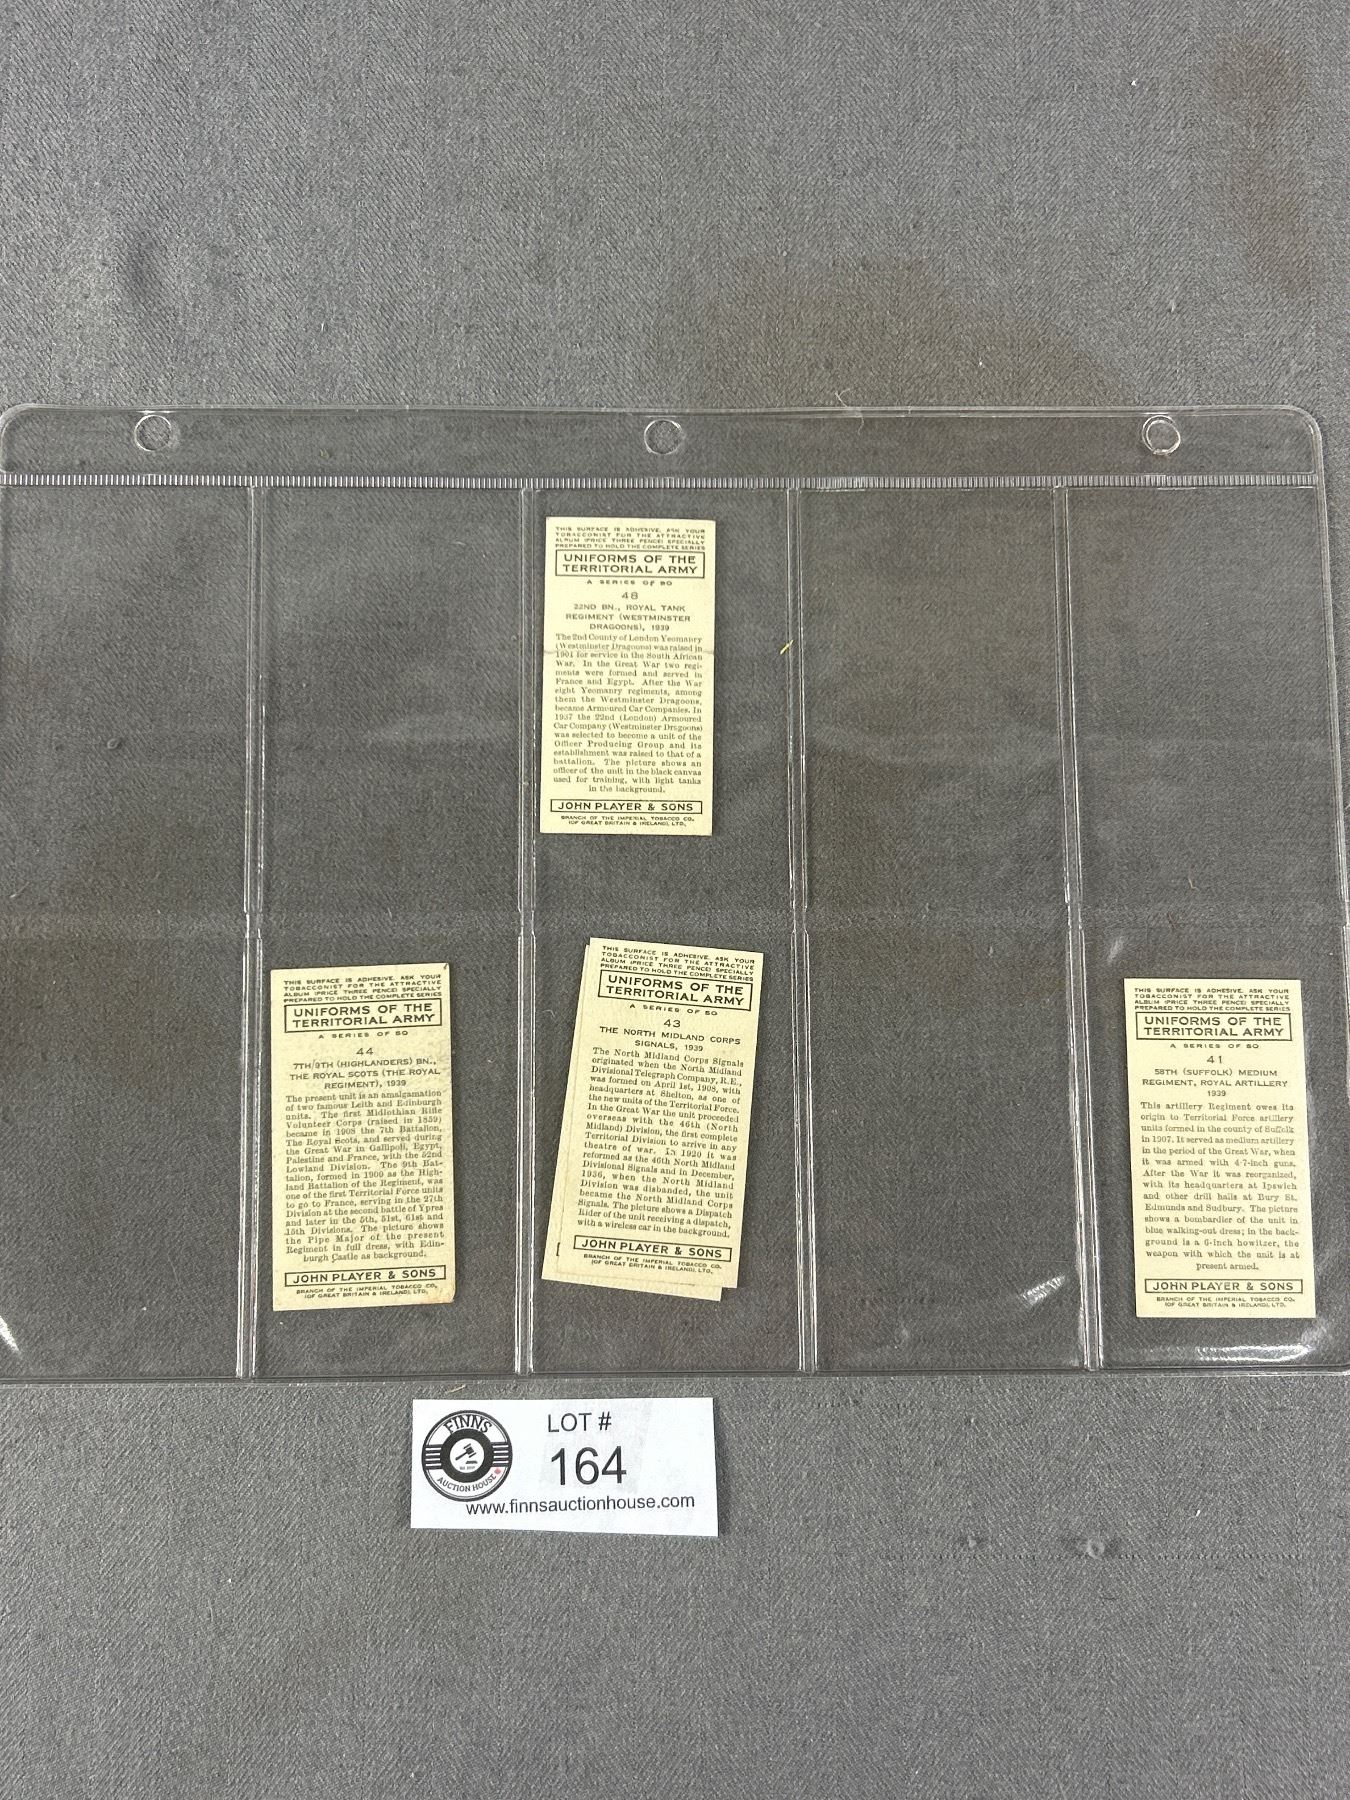 THIS SURFACE IS ADHESIVE. ASK YOUR
TOBACCONIST FOR THE ATTRACTIVE
ALBUM (PRICE THREE PENCE) SPECIALLY
PREPARED TO HOLD THE COMPLETE SERIES
UNIFORMS OF THE
TERRITORIAL ARMY
A SERIES OF 50
48
22ND BN., ROYAL TANK
REGIMENT (WESTMINSTER
DRAGOONS), 1939
The 2nd County of London Yeomanry
(Westminster Dragoons) was raised in
1901 for service in the South African
War. In the Great War two regi-
ments were formed and served in
France and Egypt. After the War
eight Yeomanry regiments, among
them the Westminster Dragoons,
became Armoured Car Companies. In
1937 the 22nd (London) Armoured
Car Company (Westminster Dragoons)
was selected to become a unit of the
Officer Producing Group and its
establishment was raised to that of a
battalion. The picture shows an
officer of the unit in the black canvas
used for training, with light tanks
in the background.
JOHN PLAYER & SONS
BRANCH OF THE IMPERIAL TOBACCO CO.
(OF GREAT BRITAIN & IRELAND), LTD.
THIS SURFACE IS ADHESIVE. ASK YOUR
TOBACCONIST FOR THE ATTRACTIVE
ALBUM (PRICE THREE PENCE) SPECIALLY
PREPARED TO HOLD THE COMPLETE SERIES
UNIFORMS OF THE
TERRITORIAL ARMY
A SERIES OF 50
44
7TH/9TH (HIGHLANDERS) BN.,
THE ROYAL SCOTS (THE ROYAL
REGIMENT), 1939
The present unit is an amalgamation
of two famous Leith and Edinburgh
units. The first Midlothian Rifle
Volunteer Corps (raised in 1859)
became in 1908 the 7th Battalion,
The Royal Scots, and served during
the Great War in Gallipoli, Egypt,
Palestine and France, with the 52nd
Lowland Division. The 9th Bat-
talion, formed in 1900 as the High-
land Battalion of the Regiment, was
one of the first Territorial Force units
to go to France, serving in the 27th
Division at the second battle of Ypres
and later in the 5th, 51st, 61st and
15th Divisions. The picture shows
the Pipe Major of the present
Regiment in full dress, with Edin-
burgh Castle as background.
JOHN PLAYER & SONS
BRANCH OF THE IMPERIAL TOBACCO CO.
(OF GREAT BRITAIN & IRELAND), LTD.
THIS SURFACE IS ADHESIVE. ASK YOUR
TOBACCONIST FOR THE ATTRACTIVE
ALBUM (PRICE THREE PENCE) SPECIALLY
PREPARED TO HOLD THE COMPLETE SERIES
UNIFORMS OF THE
TERRITORIAL ARMY
A SERIES OF 50
43
THE NORTH MIDLAND CORPS
SIGNALS, 1939
The North Midland Corps Signals
originated when the North Midland
Divisional Telegraph Company, R.E.,
was formed on April 1st, 1908, with
headquarters at Shelton, as one of
the new units of the Territorial Force.
In the Great War the unit proceeded
overseas with the 46th (North
Midland) Division, the first complete
Territorial Division to arrive in any
theatre of war. In 1920 it was
reformed as the 46th North Midland
Divisional Signals and in December,
1936, when the North Midland
Division was disbanded, the unit
became the North Midland Corps
Signals. The picture shows a Dispatch
Rider of the unit receiving a dispatch,
with a wireless car in the background.
JOHN PLAYER & SONS
BRANCH OF THE IMPERIAL TOBACCO CO.
(OF GREAT BRITAIN & IRELAND), LTD.
THIS SURFACE IS ADHESIVE. ASK YOUR
TOBACCONIST FOR THE ATTRACTIVE
ALBUM (PRICE THREE PENCE) SPECIALLY
PREPARED TO HOLD THE COMPLETE SERIES
UNIFORMS OF THE
TERRITORIAL ARMY
A SERIES OF 50
41
58TH (SUFFOLK) MEDIUM
REGIMENT, ROYAL ARTILLERY
1939
This artillery Regiment owes its
origin to Territorial Force artillery
units formed in the county of Suffolk
in 1907. It served as medium artillery
in the period of the Great War, when
it was armed with 4·7-inch guns.
After the War it was reorganized,
with its headquarters at Ipswich
and other drill halls at Bury St.
Edmunds and Sudbury. The picture
shows a bombardier of the unit in
blue walking-out dress; in the back-
ground is a 6-inch howitzer, the
weapon with which the unit is at
present armed.
JOHN PLAYER & SONS
BRANCH OF THE IMPERIAL TOBACCO CO.
(OF GREAT BRITAIN & IRELAND), LTD.
FINNS
AUCTION HOUSE
LOT #
164
www.finnsauctionhouse.com